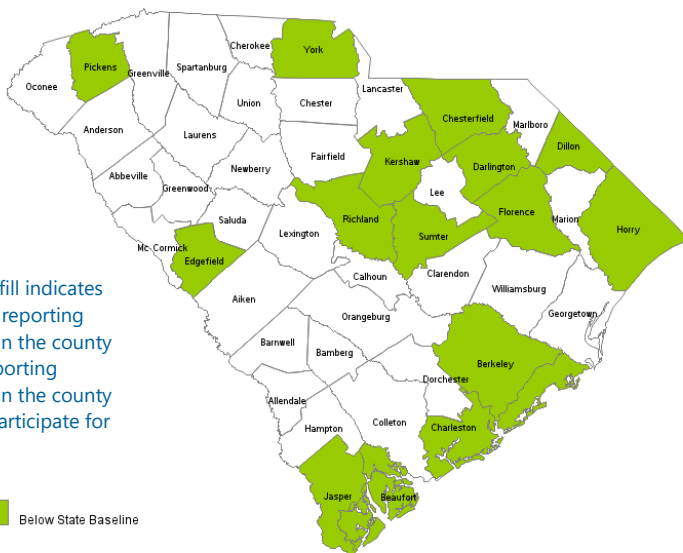 Cherokee
York
Pickens
Spartanburg
Greenville
Oconee
Union
Chester
Lancaster
Chesterfield
Marlboro
Anderson
Laurens
Dillon
Fairfield
Kershaw
Darlington
Newberry
Abbeville
Greenwood
Lee
Saluda
Richland
Sumter
Florence
Marion
Horry
Lexington
Mc Cormick
Edgefield
Calhoun
Clarendon
Williamsburg
Aiken
Orangeburg
Georgetown
Barnwell
Bamberg
Berkeley
Dorchester
Allendale
Hampton
Colleton
Charleston
Jasper
Beaufort
fill indicates
reporting
n the county
porting
n the county
articipate for
Below State Baseline